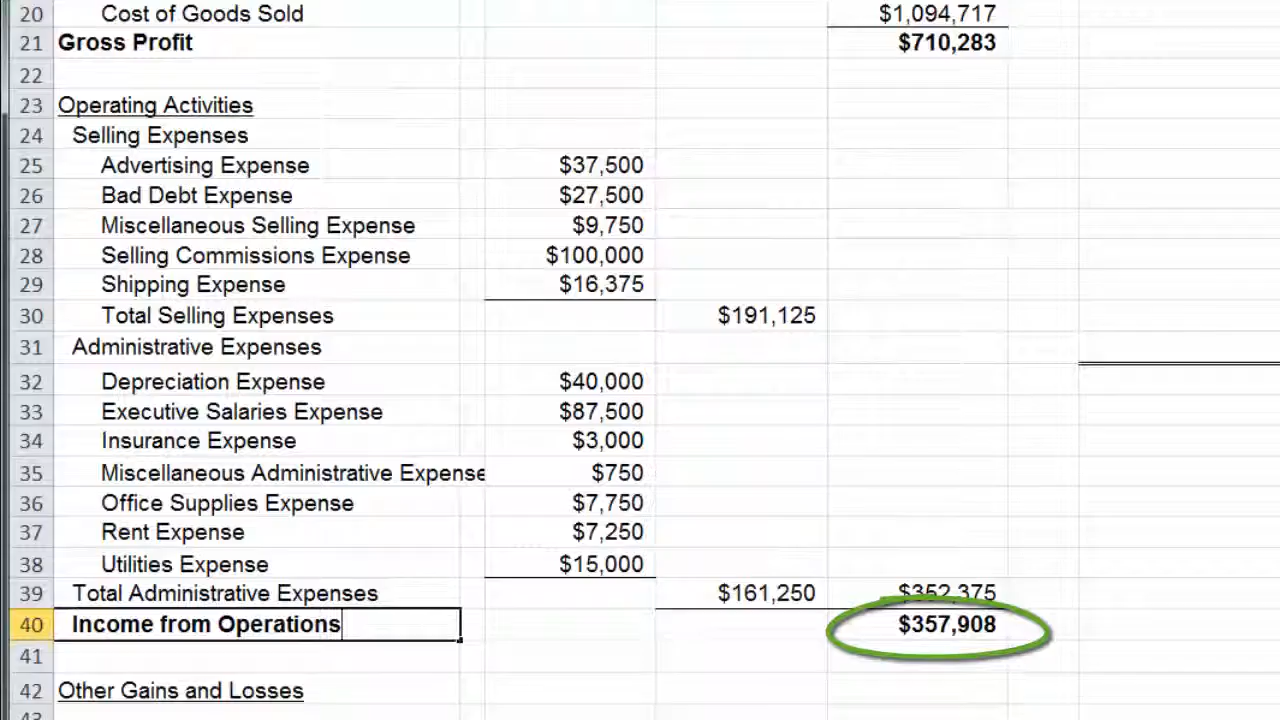 20 Cost of Goods Sold $1,094,717
21 Gross Profit $710,283
22
23 Operating Activities
24 Selling Expenses
25 Advertising Expense $37,500
26 Bad Debt Expense $27,500
27 Miscellaneous Selling Expense $9,750
28 Selling Commissions Expense $100,000
29 Shipping Expense $16,375
30 Total Selling Expenses $191,125
31 Administrative Expenses
32 Depreciation Expense $40,000
33 Executive Salaries Expense $87,500
34 Insurance Expense $3,000
35 Miscellaneous Administrative Expense $750
36 Office Supplies Expense $7,750
37 Rent Expense $7,250
38 Utilities Expense $15,000
39 Total Administrative Expenses $161,250 $352,375
40 Income from Operations $357,908
41
42 Other Gains and Losses
43